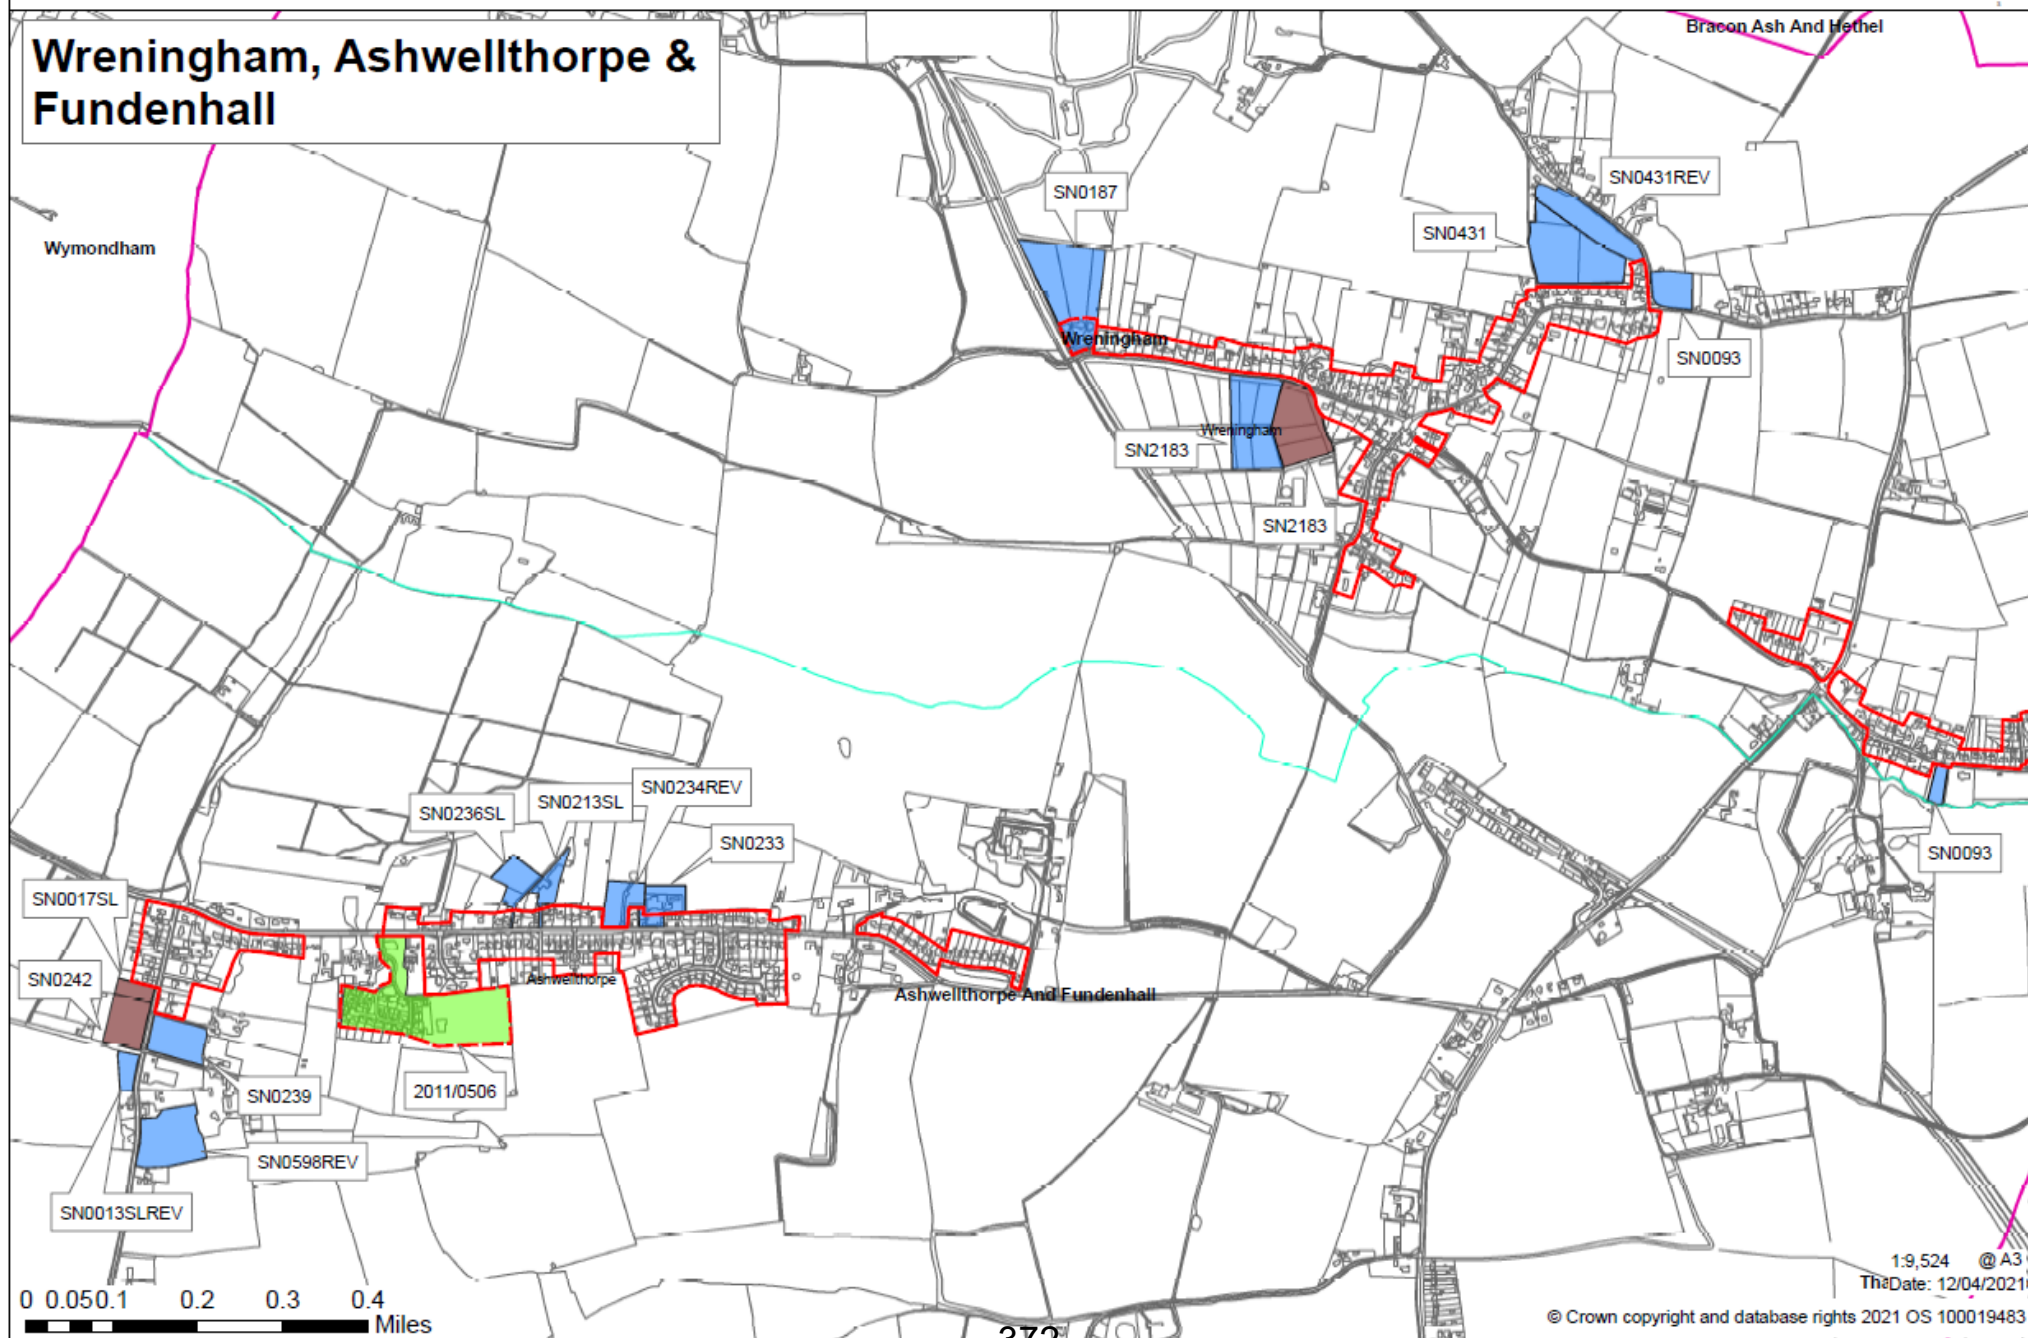 Wreningham, Ashwellthorpe &
Fundenhall
Bracon Ash And Hethel
SN0431REV
SN0187
SN0431
Wymondham
Wreningham
SN0093
Wreningham
SN2183
SN2183
SN0234REV
SN0213SL
SN0236SL
SN0233
SN0093
SN0017SL
SN0242
Ashwellthorpe
Ashwellthorpe And Fundenhall
2011/0506
SN0239
SN0598REV
SN0013SLREV
1:9,524 @ A3
Date: 12/04/2021
0 0.05 0.1 0.2 0.3 0.4
Miles
© Crown copyright and database rights 2021 OS 100019483
372